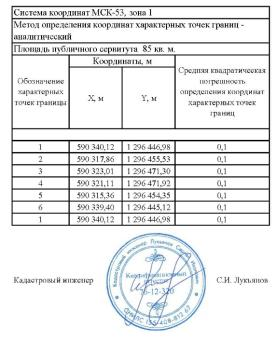 Система координат МСК-53, зона 1
Метод определения координат характерных точек границ -
аналитический
Площадь публичного сервитута 85 кв. м.
Обозначение
характерных
точек границы
Координаты, м
X, м
Y, м
Средняя квадратическая
погрешность
определения координат
характерных точек
границ
1 590 340,12 1 296 446,98 0,1
2 590 317,86 1 296 455,53 0,1
3 590 323,01 1 296 471,30 0,1
4 590 321,11 1 296 471,92 0,1
5 590 315,36 1 296 454,35 0,1
6 590 339,40 1 296 445,12 0,1
1 590 340,12 1 296 446,98 0,1
Кадастровый инженер
С.И. Лукьянов